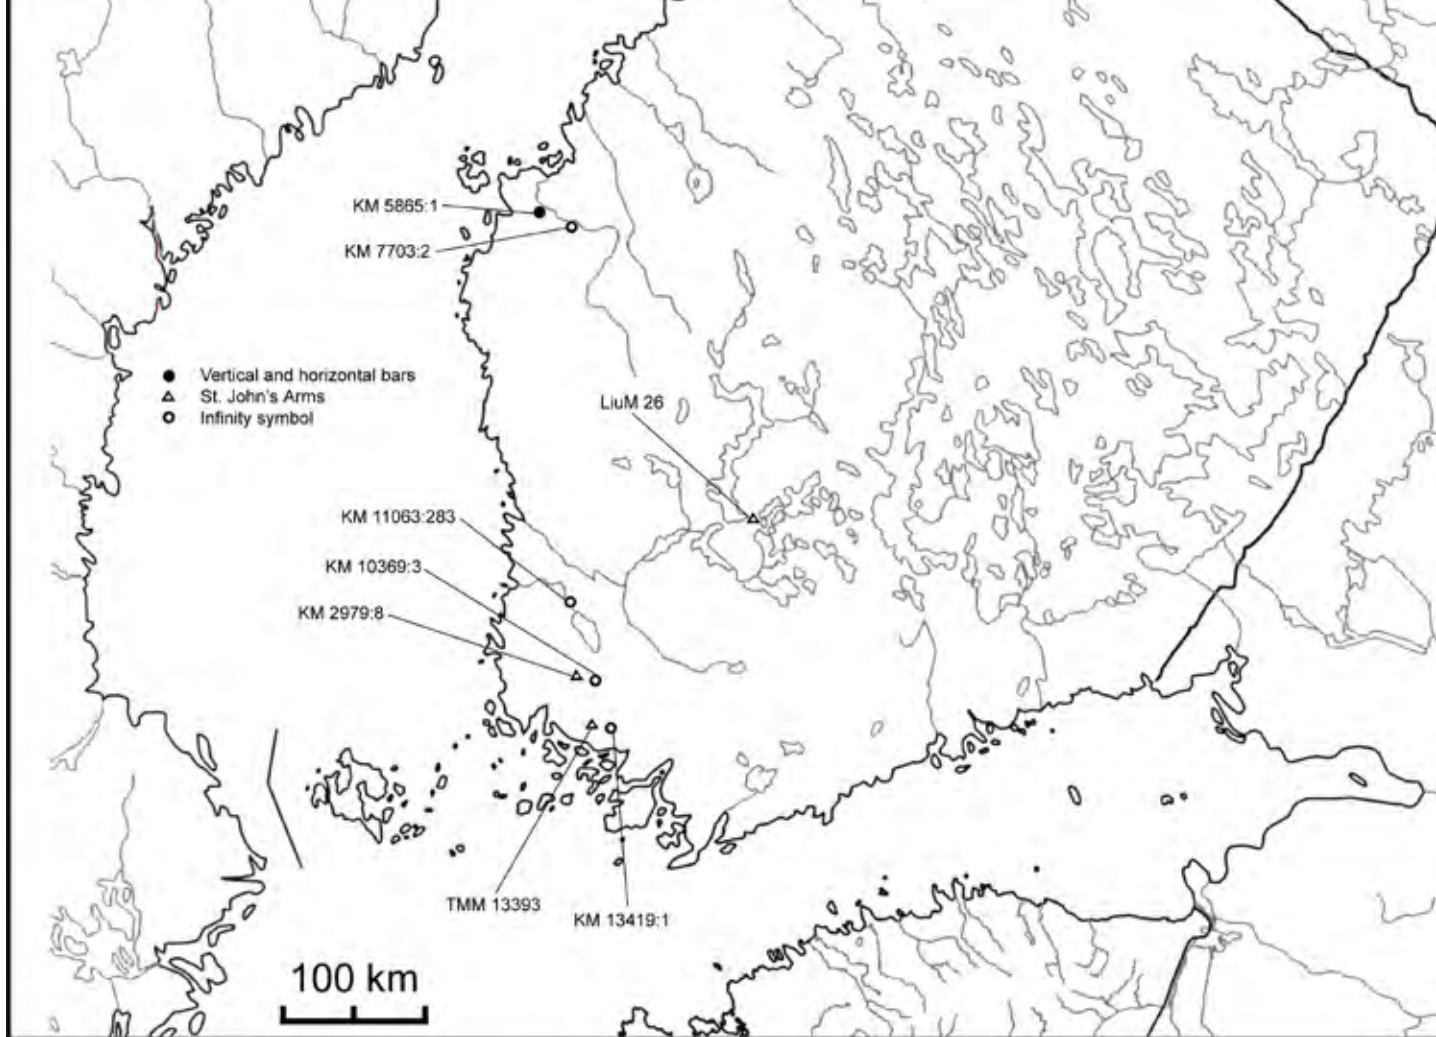 KM 5865:1
KM 7703:2
Vertical and horizontal bars
St. John's Arms
Infinity symbol
LiuM 26
KM 11063:283
KM 10369:3
KM 2979:8
TMM 13393
KM 13419:1
100 km